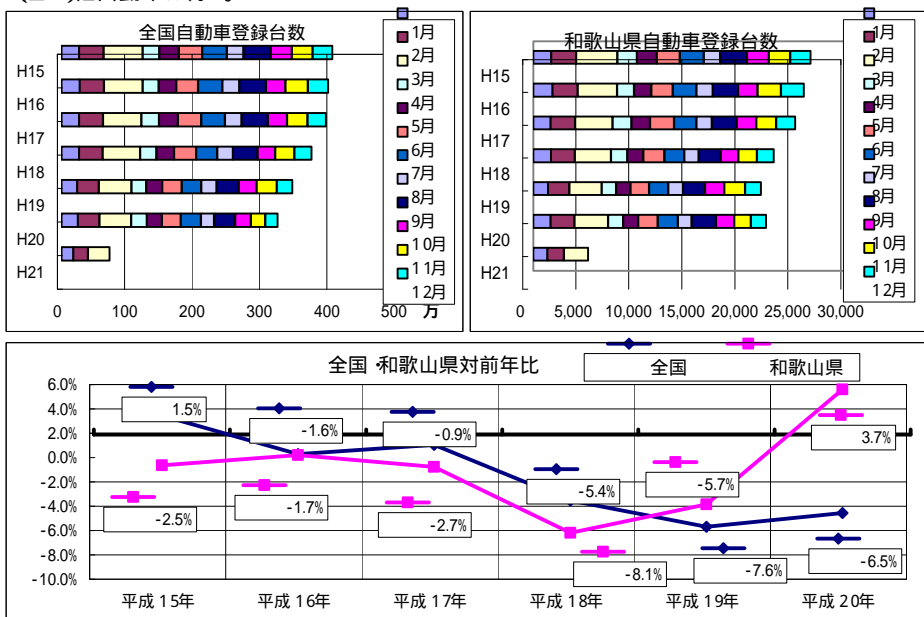 全国自動車登録台数
1月
2月
3月
4月
5月
6月
7月
8月
9月
10月
11月
12月
H15
H16
H17
H18
H19
H20
H21
0
100
200
300
400
500
万
和歌山県自動車登録台数
1月
2月
3月
4月
5月
6月
7月
8月
9月
10月
11月
12月
H15
H16
H17
H18
H19
H20
H21
0
5,000
10,000
15,000
20,000
25,000
30,000
全国・和歌山県対前年比
全国
和歌山県
6.0%
4.0%
2.0%
0.0%
-2.0%
-4.0%
-6.0%
-8.0%
-10.0%
1.5%
-1.6%
-0.9%
-5.4%
-5.7%
3.7%
-2.5%
-1.7%
-2.7%
-8.1%
-7.6%
-6.5%
平成 15年
平成 16年
平成 17年
平成 18年
平成 19年
平成 20年